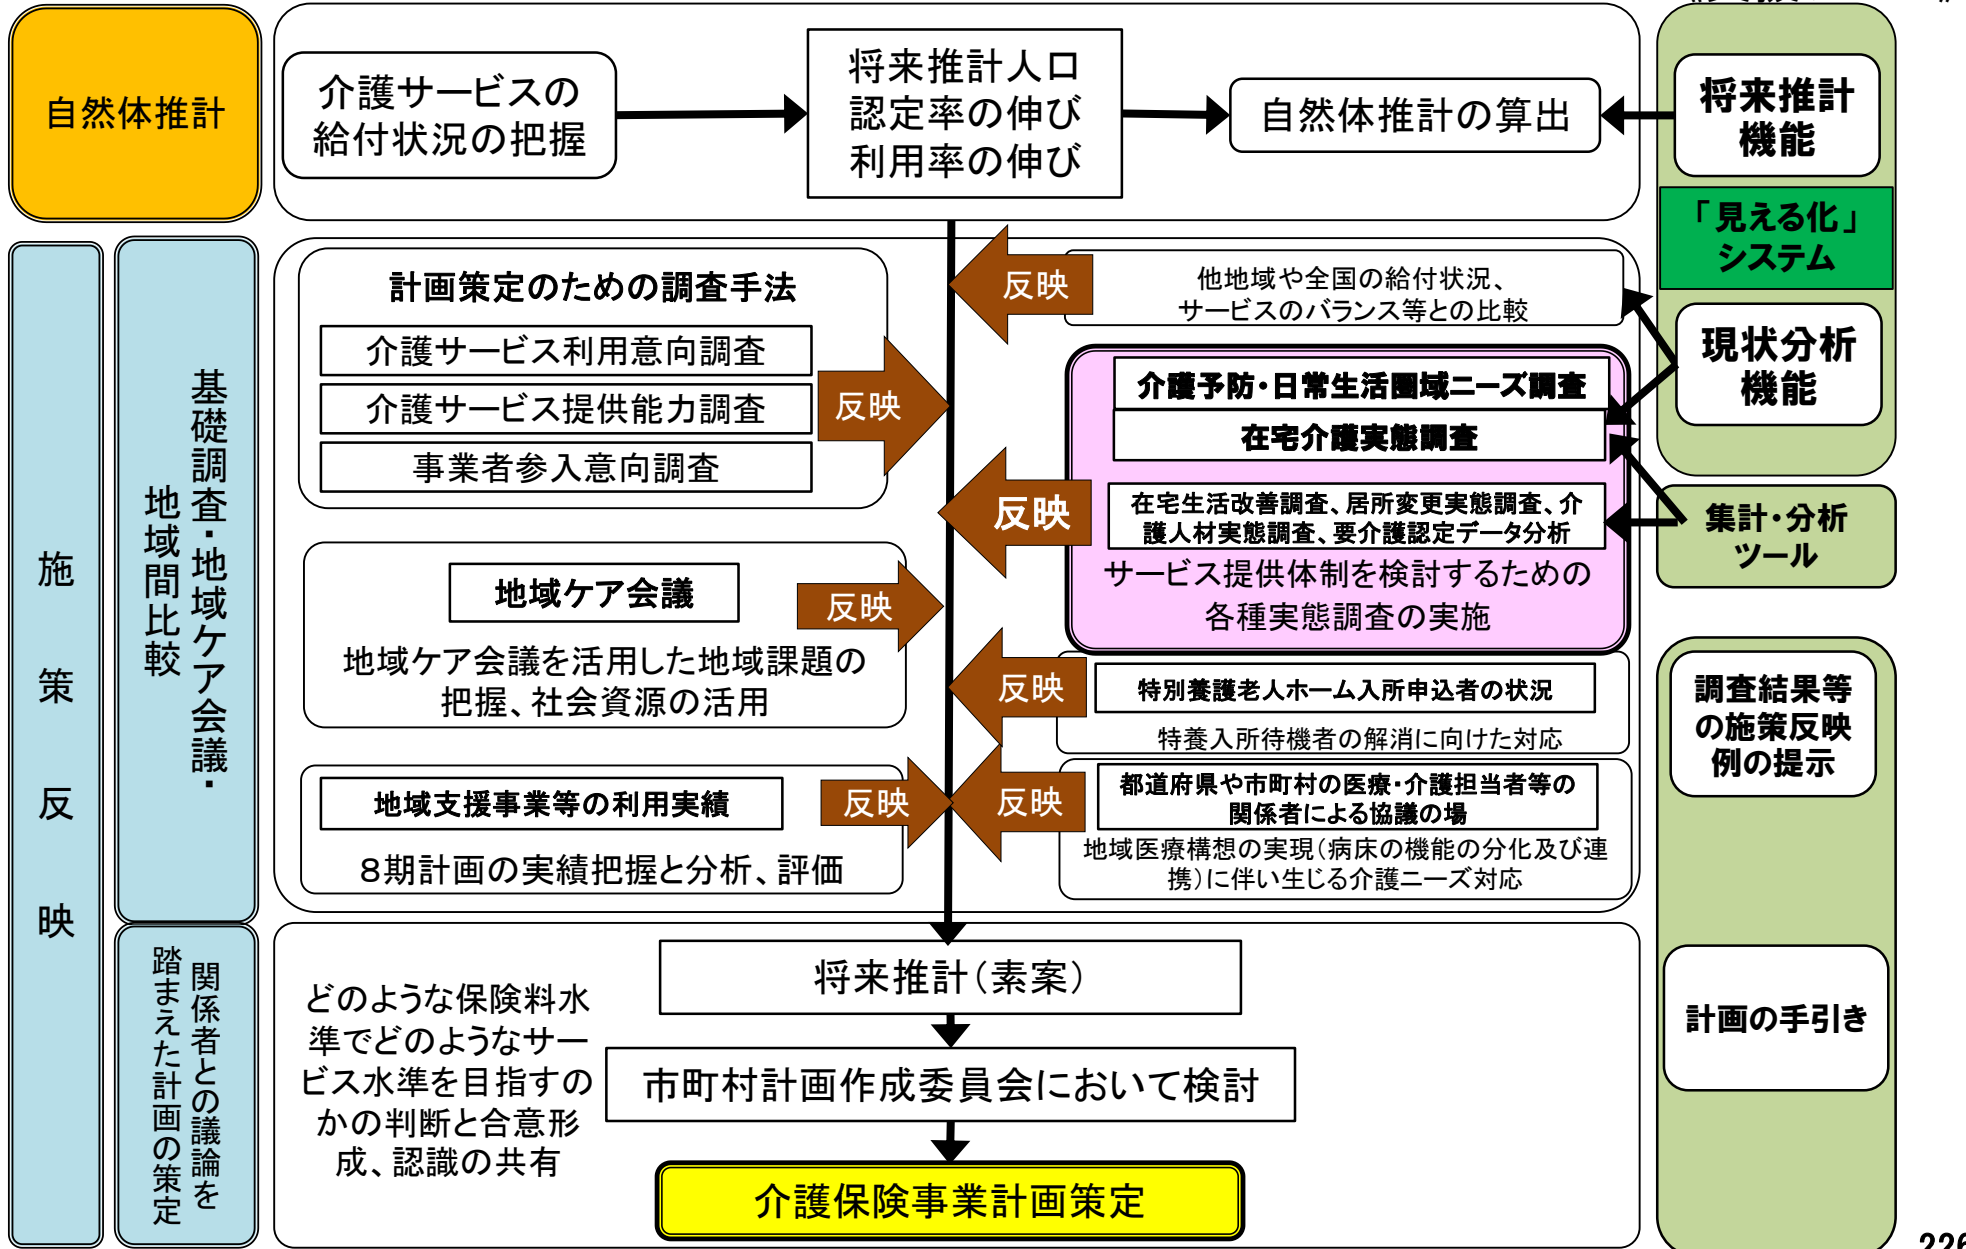 自然体推計
介護サービスの
給付状況の把握
将来推計人口
認定率の伸び
利用率の伸び
自然体推計の算出
将来推計
機能
「見える化」
システム
現状分析
機能
集計・分析
ツール
調査結果等
の施策反映
例の提示
計画の手引き
施策反映
基礎調査・地域ケア会議・
地域間比較
関係者との議論を
踏まえた計画の策定
計画策定のための調査手法
介護サービス利用意向調査
介護サービス提供能力調査
事業者参入意向調査
反映
反映
他地域や全国の給付状況、
サービスのバランス等との比較
介護予防・日常生活圏域ニーズ調査
在宅介護実態調査
在宅生活改善調査、居所変更実態調査、介
護人材実態調査、要介護認定データ分析
サービス提供体制を検討するための
各種実態調査の実施
反映
地域ケア会議
地域ケア会議を活用した地域課題の
把握、社会資源の活用
反映
反映
特別養護老人ホーム入所申込者の状況
特養入所待機者の解消に向けた対応
地域支援事業等の利用実績
8期計画の実績把握と分析、評価
反映
反映
都道府県や市町村の医療・介護担当者等の
関係者による協議の場
地域医療構想の実現(病床の機能の分化及び連
携)に伴い生じる介護ニーズ対応
どのような保険料水
準でどのようなサー
ビス水準を目指すの
かの判断と合意形
成、認識の共有
将来推計(素案)
市町村計画作成委員会において検討
介護保険事業計画策定
226